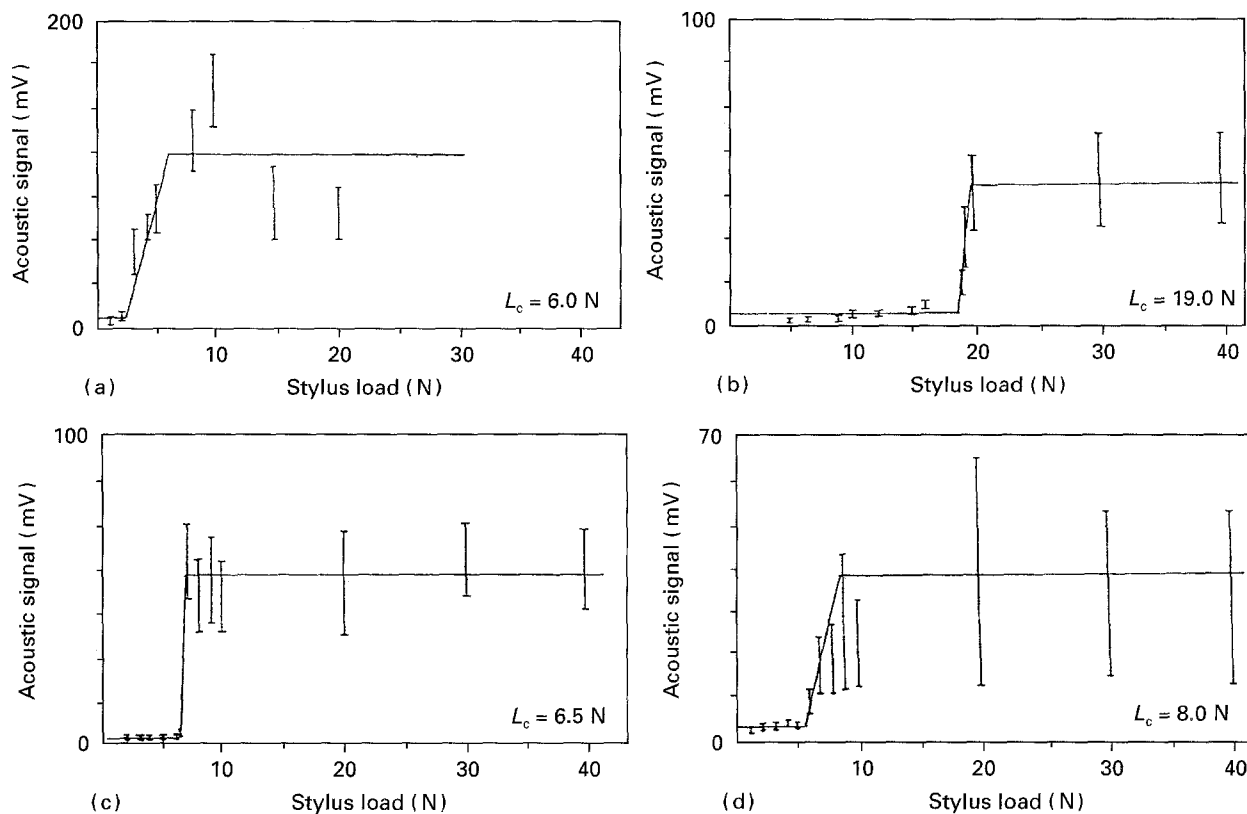 200
Acoustic signal (mV)
0
10 20 30 40
L_c = 6.0 N
(a) Stylus load (N)
100
Acoustic signal (mV)
0
10 20 30 40
L_c = 19.0 N
(b) Stylus load (N)
100
Acoustic signal (mV)
0
10 20 30 40
L_c = 6.5 N
(c) Stylus load (N)
70
Acoustic signal (mV)
0
10 20 30 40
L_c = 8.0 N
(d) Stylus load (N)